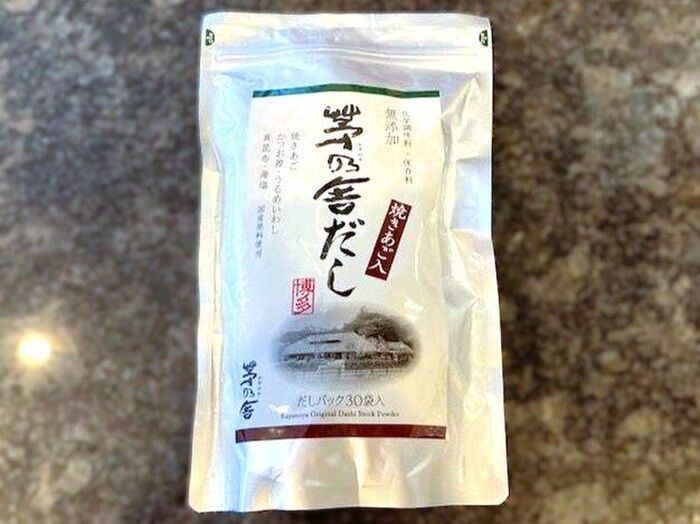 化学調味料・保存料
無添加
茅乃舎だし
焼きあご入
焼きあご
かつお節・うるめいわし
真昆布・海塩
国産原料使用
博多
茅乃舎
だしパック30袋入
Kayanoya Original Dashi Stock Powder